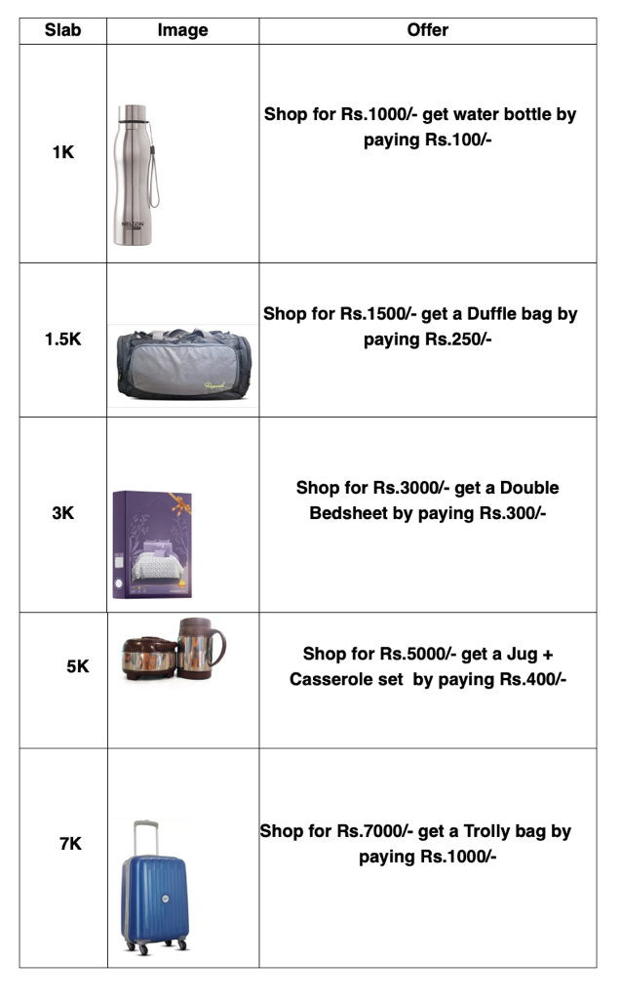 Slab Image Offer
1K
Shop for Rs.1000/- get water bottle by
paying Rs.100/-
NELCON
1.5K
Shop for Rs.1500/- get a Duffle bag by
paying Rs.250/-
3K
Shop for Rs.3000/- get a Double
Bedsheet by paying Rs.300/-
5K
Shop for Rs.5000/- get a Jug +
Casserole set by paying Rs.400/-
7K
Shop for Rs.7000/- get a Trolly bag by
paying Rs.1000/-